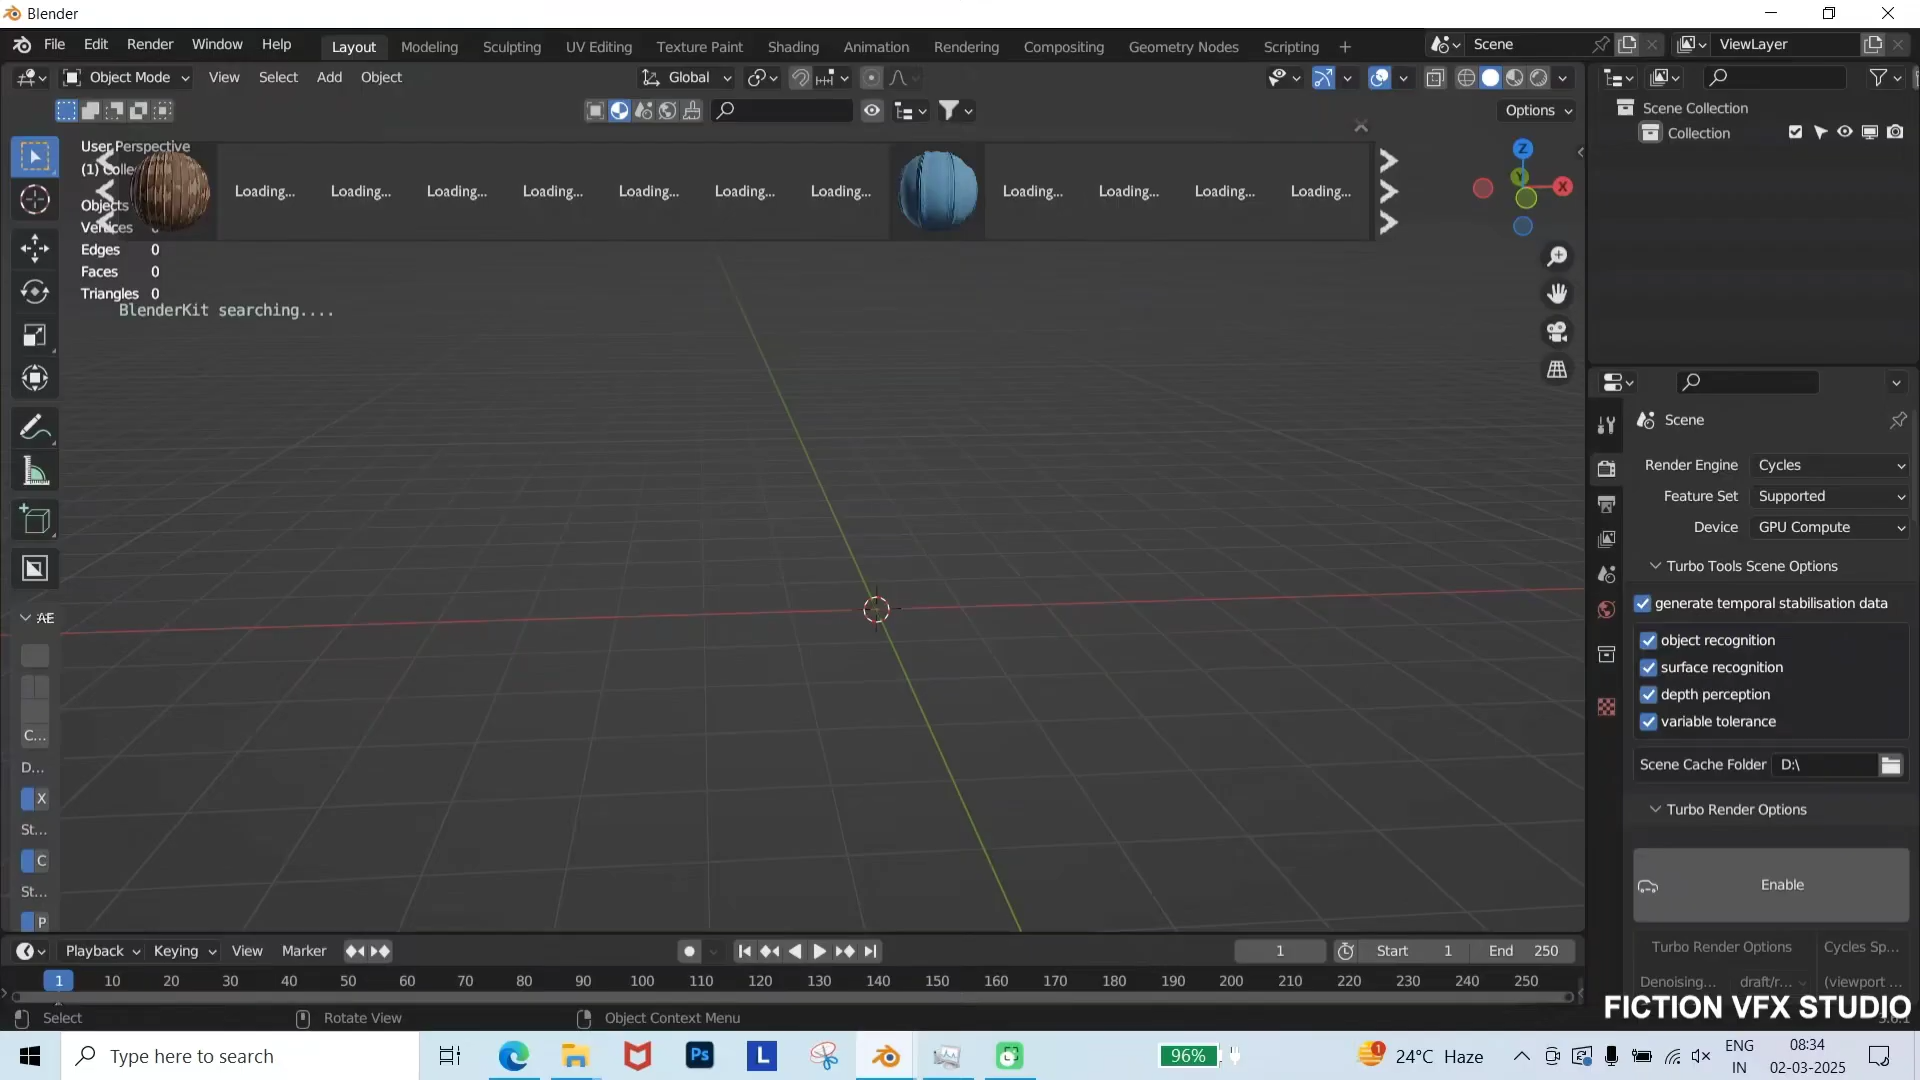 Blender
File Edit Render Window Help Layout Modeling Sculpting UV Editing Texture Paint Shading Animation Rendering Compositing Geometry Nodes Scripting + Scene ViewLayer
Object Mode View Select Add Object Global
Options
User Perspective
(1) Colle
Objects
Vertices
Edges 0
Faces 0
Triangles 0
Loading... Loading... Loading... Loading... Loading... Loading... Loading... Loading... Loading... Loading... Loading...
BlenderKit searching....
Z
Y
X
AE
C...
D...
X
St...
C
St...
P
Scene Collection
Collection
Scene
Render Engine Cycles
Feature Set Supported
Device GPU Compute
Turbo Tools Scene Options
generate temporal stabilisation data
object recognition
surface recognition
depth perception
variable tolerance
Scene Cache Folder D:\
Turbo Render Options
Enable
Turbo Render Options Cycles Sp...
Denoising... draft/r... (viewport ...
Playback Keying View Marker 1 Start 1 End 250
1 10 20 30 40 50 60 70 80 90 100 110 120 130 140 150 160 170 180 190 200 210 220 230 240 250
Select Rotate View Object Context Menu
FICTION VFX STUDIO
Type here to search Ps L 96% 1 24°C Haze ENG IN 08:34 02-03-2025